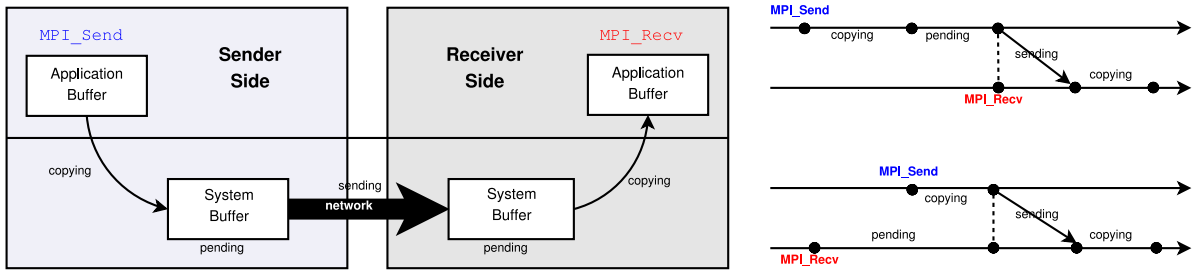 MPI_Send
Sender
Side
Application
Buffer
copying
System
Buffer
pending
sending
network
Receiver
Side
MPI_Recv
Application
Buffer
copying
System
Buffer
pending
MPI_Send
copying
pending
sending
copying
MPI_Recv
MPI_Send
copying
sending
pending
copying
MPI_Recv